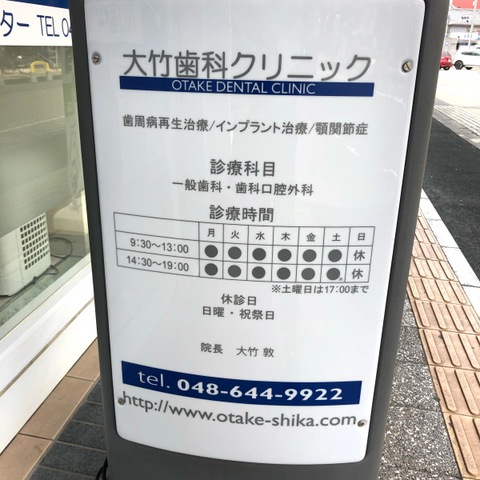 ター TEL 04
大竹歯科クリニック
OTAKE DENTAL CLINIC
歯周病再生治療/インプラント治療/顎関節症
診療科目
一般歯科・歯科口腔外科
診療時間
月 火 水 木 金 土 日
9:30~13:00 ● ● ● ● ● ● 休
14:30~19:00 ● ● ● ● ● ● 休
※土曜日は17:00まで
休診日
日曜・祝祭日
院長 大竹 敦
tel. 048-644-9922
http://www.otake-shika.com